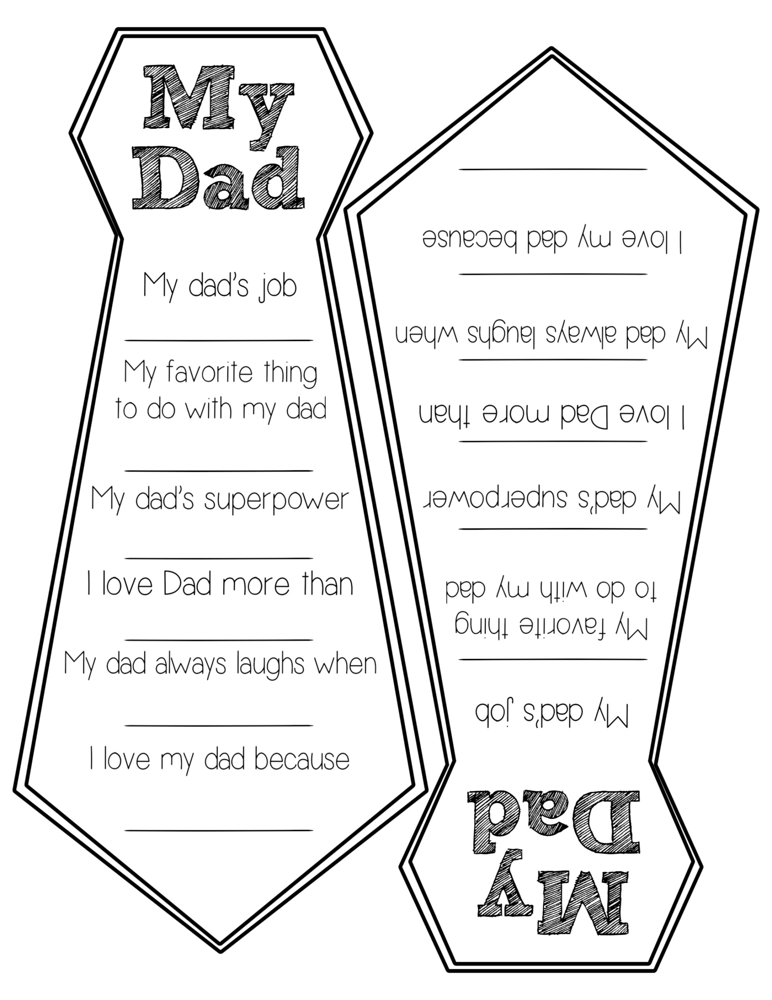 My
Dad
My dad's job
My favorite thing
to do with my dad
My dad's superpower
I love Dad more than
My dad always laughs when
I love my dad because
My
Dad
My dad's job
My favorite thing
to do with my dad
My dad's superpower
I love Dad more than
My dad always laughs when
I love my dad because